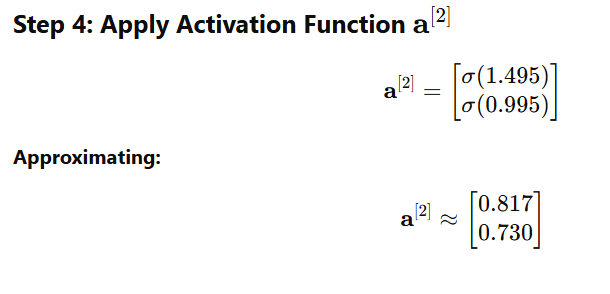 Step 4: Apply Activation Function a^[2]
a^[2] = [σ(1.495)
σ(0.995)]
Approximating:
a^[2] ≈ [0.817
0.730]